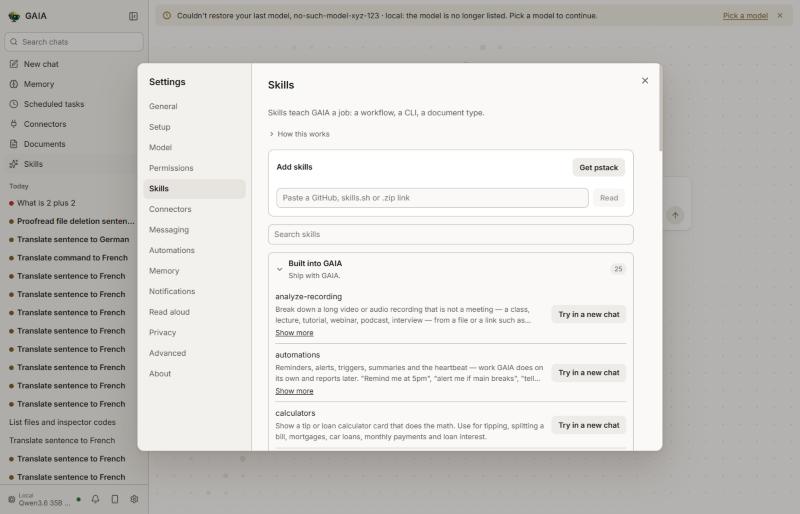 GAIA
Search chats
New chat
Memory
Scheduled tasks
Connectors
Documents
Skills
Today
What is 2 plus 2
Proofread file deletion senten...
Translate sentence to German
Translate command to French
Translate sentence to French
Translate sentence to French
Translate sentence to French
Translate sentence to French
Translate sentence to French
Translate sentence to French
Translate sentence to French
Translate sentence to French
List files and inspector codes
Translate sentence to French
Translate sentence to French
Translate sentence to French
Local
Qwen3.6 35B ...
Couldn't restore your last model, no-such-model-xyz-123 · local: the model is no longer listed. Pick a model to continue.
Pick a model
Settings
General
Setup
Model
Permissions
Skills
Connectors
Messaging
Automations
Memory
Notifications
Read aloud
Privacy
Advanced
About
Skills
Skills teach GAIA a job: a workflow, a CLI, a document type.
How this works
Add skills
Get pstack
Paste a GitHub, skills.sh or .zip link
Read
Search skills
Built into GAIA
Ship with GAIA.
25
analyze-recording
Break down a long video or audio recording that is not a meeting — a class,
lecture, tutorial, webinar, podcast, interview — from a file or a link such as...
Show more
Try in a new chat
automations
Reminders, alerts, triggers, summaries and the heartbeat — work GAIA does on
its own and reports later. "Remind me at 5pm", "alert me if main breaks", "tell...
Show more
Try in a new chat
calculators
Show a tip or loan calculator card that does the math. Use for tipping, splitting a
bill, mortgages, car loans, monthly payments and loan interest.
Try in a new chat